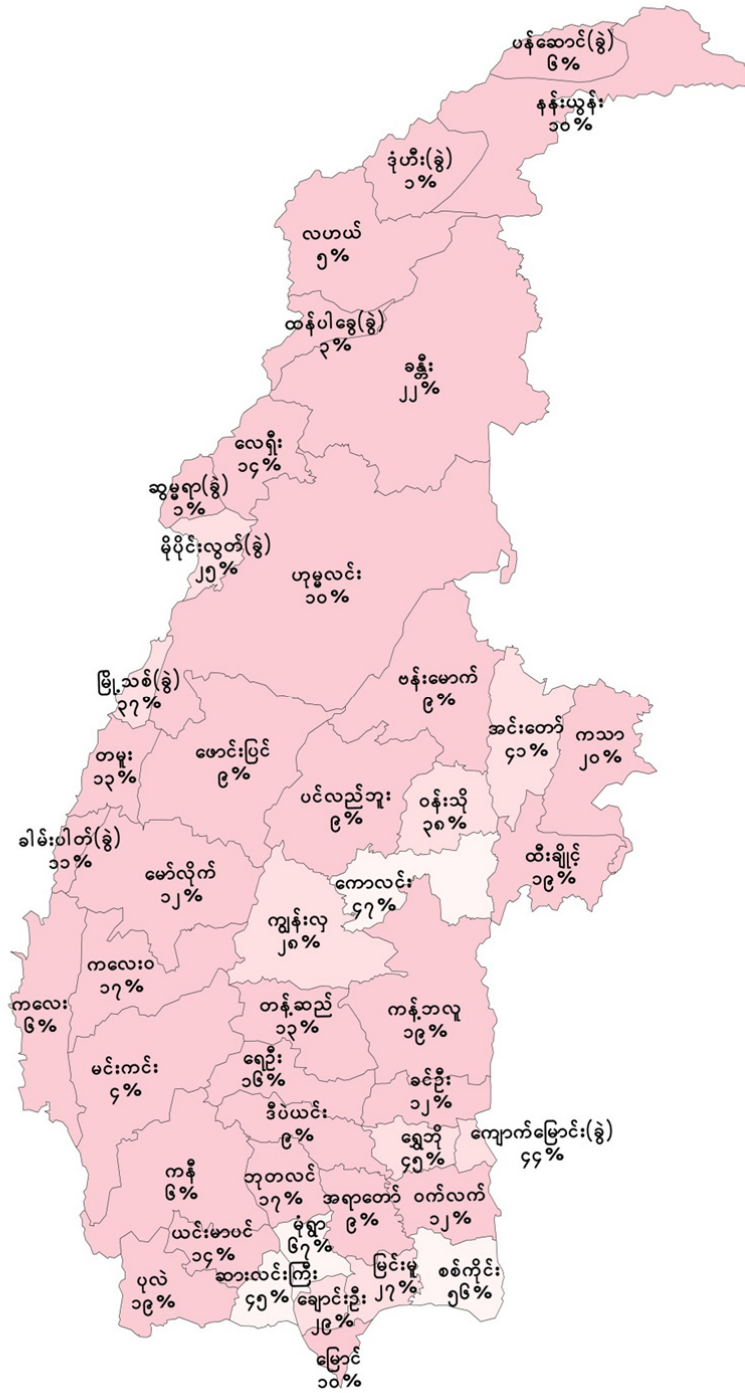 ပန်ဆောင်(ခွဲ)
၆%
နန်းယွန်း
၁၀%
ဒုံဟီး(ခွဲ)
၁%
လဟယ်
၅%
ထန်ပါခွေ(ခွဲ)
၃%
ခန္တီး
၂၂%
လေရှီး
၁၄%
ဆွမ္မရာ(ခွဲ)
၁%
မိုပိုင်းလွတ်(ခွဲ)
၂၅%
ဟုမ္မလင်း
၁၀%
မြို့သစ်(ခွဲ)
၃၇%
ဗန်းမောက်
၉%
အင်းတော်
၄၁%
ကသာ
၂၀%
တမူး
၁၃%
ဖောင်းပြင်
၉%
ပင်လည်ဘူး
၉%
ဝန်းသို
၃၈%
ခါမ်းပါတ်(ခွဲ)
၁၁%
မော်လိုက်
၁၂%
ကောလင်း
၄၇%
ထီးချိုင့်
၁၉%
ကျွန်းလှ
၂၈%
ကလေးဝ
၁၇%
ကလေး
၆%
တန့်ဆည်
၁၃%
ကန့်ဘလူ
၁၉%
မင်းကင်း
၄%
ရေဦး
၁၆%
ခင်ဦး
၁၂%
ဒီပဲယင်း
၉%
ရွှေဘို
၄၅%
ကျောက်မြောင်း(ခွဲ)
၄၄%
ကနီ
၆%
ဘုတလင်
၁၇%
အရာတော်
၉%
ဝက်လက်
၁၂%
ယင်းမာပင်
၁၄%
မုံရွာ
၆၇%
ပုလဲ
၁၉%
ဆားလင်းကြီး
၄၅%
ချောင်းဦး
၂၉%
မြင်းမူ
၂၇%
စစ်ကိုင်း
၅၆%
မြောင်
၁၀%